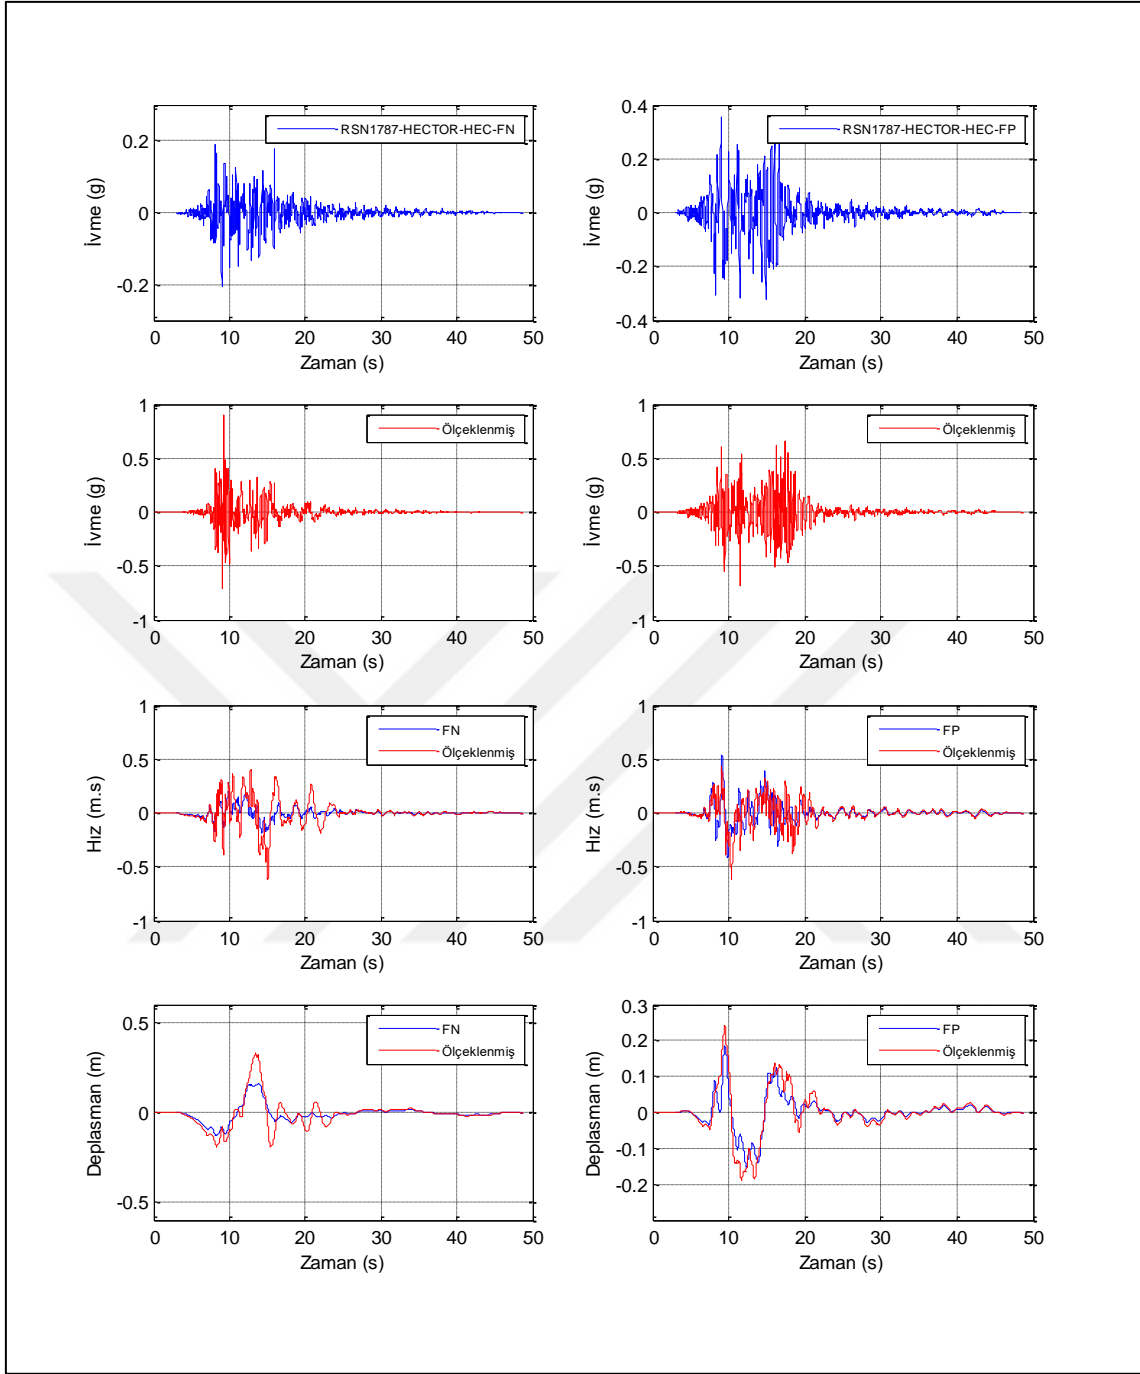 RSN1787-HECTOR-HEC-FN
0.2
0
-0.2
İvme (g)
0 10 20 30 40 50
Zaman (s)
RSN1787-HECTOR-HEC-FP
0.4
0.2
0
-0.2
-0.4
İvme (g)
0 10 20 30 40 50
Zaman (s)
Ölçeklenmiş
1
0.5
0
-0.5
-1
İvme (g)
0 10 20 30 40 50
Zaman (s)
Ölçeklenmiş
1
0.5
0
-0.5
-1
İvme (g)
0 10 20 30 40 50
Zaman (s)
FN
Ölçeklenmiş
1
0.5
0
-0.5
-1
Hız (m.s)
0 10 20 30 40 50
Zaman (s)
FP
Ölçeklenmiş
1
0.5
0
-0.5
-1
Hız (m.s)
0 10 20 30 40 50
Zaman (s)
FN
Ölçeklenmiş
0.5
0
-0.5
Deplasman (m)
0 10 20 30 40 50
Zaman (s)
FP
Ölçeklenmiş
0.3
0.2
0.1
0
-0.1
-0.2
Deplasman (m)
0 10 20 30 40 50
Zaman (s)